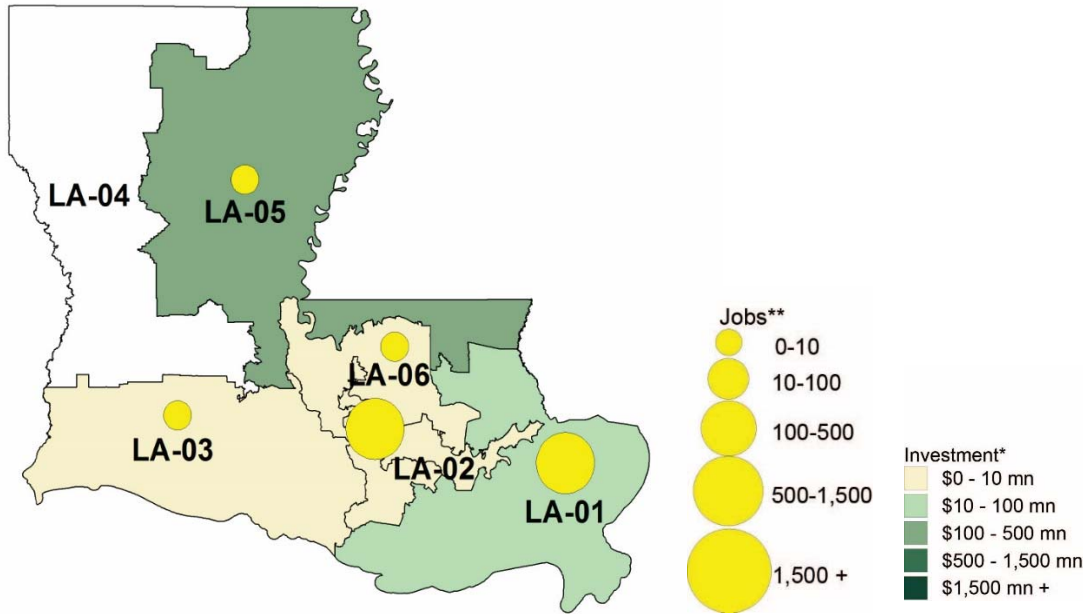 LA-04
LA-05
LA-06
LA-03
LA-02
LA-01
Jobs**
0-10
10-100
100-500
500-1,500
1,500 +
Investment*
$0 - 10 mn
$10 - 100 mn
$100 - 500 mn
$500 - 1,500 mn
$1,500 mn +